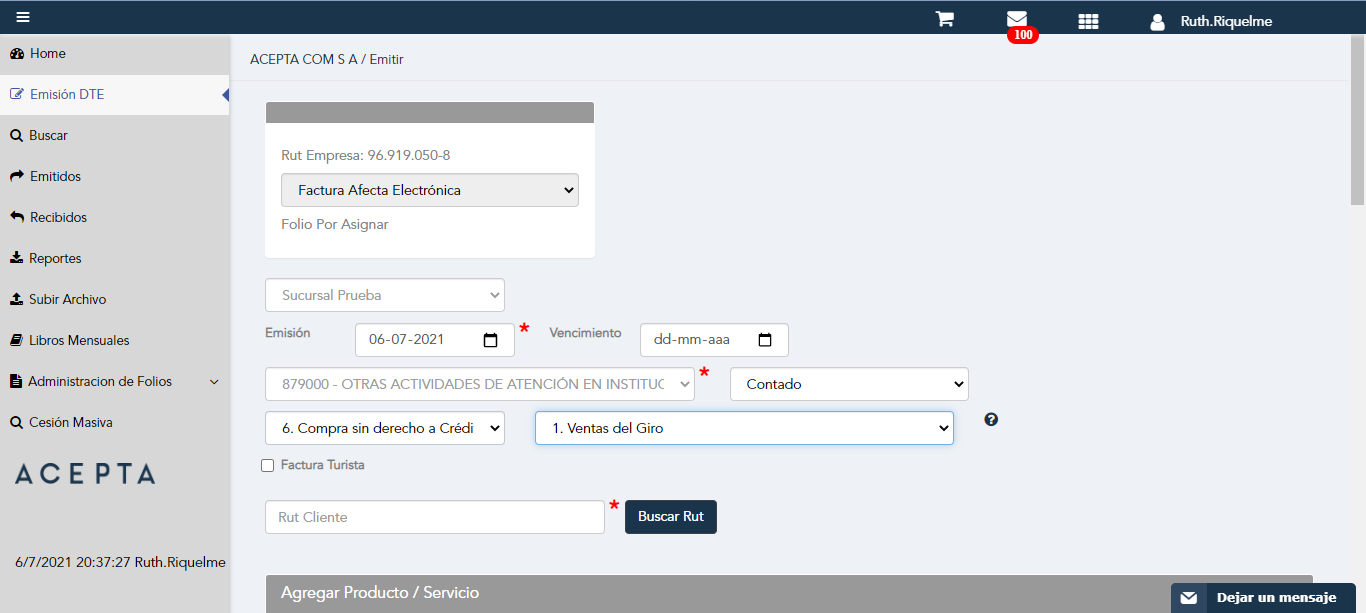 100
Ruth.Riquelme
Home
Emisión DTE
Buscar
Emitidos
Recibidos
Reportes
Subir Archivo
Libros Mensuales
Administracion de Folios
Cesión Masiva
ACEPTA
6/7/2021 20:37:27 Ruth.Riquelme
ACEPTA COM S A / Emitir
Rut Empresa: 96.919.050-8
Factura Afecta Electrónica
Folio Por Asignar
Sucursal Prueba
Emisión 06-07-2021 * Vencimiento dd-mm-aaa
879000 - OTRAS ACTIVIDADES DE ATENCIÓN EN INSTITUC * Contado
6. Compra sin derecho a Crédi 1. Ventas del Giro ?
Factura Turista
Rut Cliente * Buscar Rut
Agregar Producto / Servicio
Dejar un mensaje